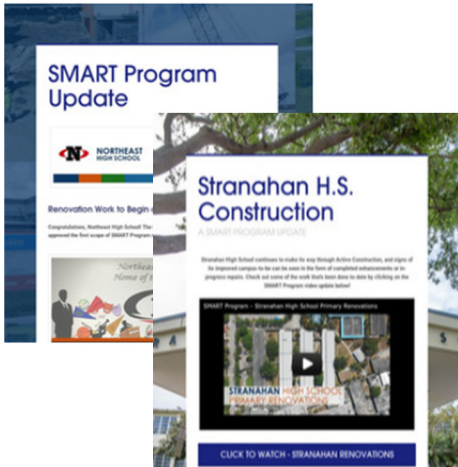 SMART Program
Update
N
NORTHEAST
HIGH SCHOOL
Renovation Work to Begin
Congratulations, Northeast High School! The
approved the first scope of SMART Program
Northeas
Home of t
Stranahan H.S.
Construction
A SMART PROGRAM UPDATE
Stranahan High School continues to make its way through Active Construction, and signs of
its improved campus to be can be seen in the form of completed enhancements or in-
progress repairs. Check out some of the work that's been done to date by clicking on the
SMART Program video update below!
SMART Program - Stranahan High School Primary Renovations
STRANAHAN HIGH SCHOOL
PRIMARY RENOVATIONS
CLICK TO WATCH - STRANAHAN RENOVATIONS